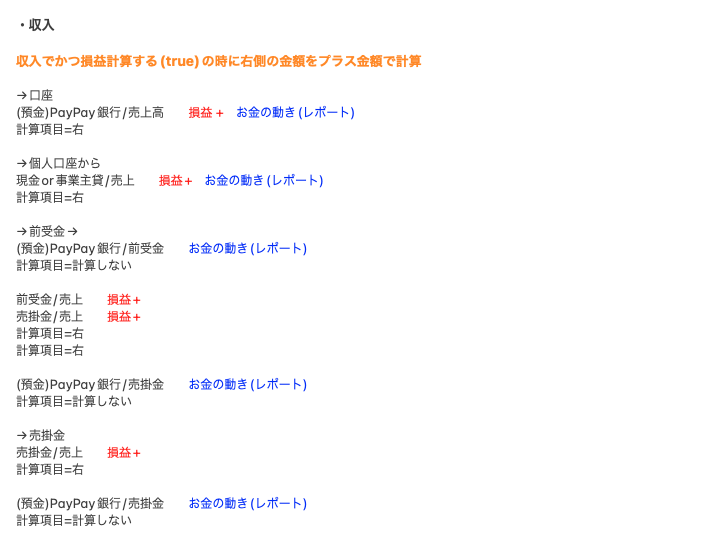 ・収入
収入でかつ損益計算する(true)の時に右側の金額をプラス金額で計算
→口座
(預金)PayPay銀行/売上高　　損益+　お金の動き(レポート)
計算項目=右
→個人口座から
現金or事業主貸/売上　　損益+　お金の動き(レポート)
計算項目=右
→前受金→
(預金)PayPay銀行/前受金　　お金の動き(レポート)
計算項目=計算しない
前受金/売上　　損益+
売掛金/売上　　損益+
計算項目=右
計算項目=右
(預金)PayPay銀行/売掛金　　お金の動き(レポート)
計算項目=計算しない
→売掛金
売掛金/売上　　損益+
計算項目=右
(預金)PayPay銀行/売掛金　　お金の動き(レポート)
計算項目=計算しない